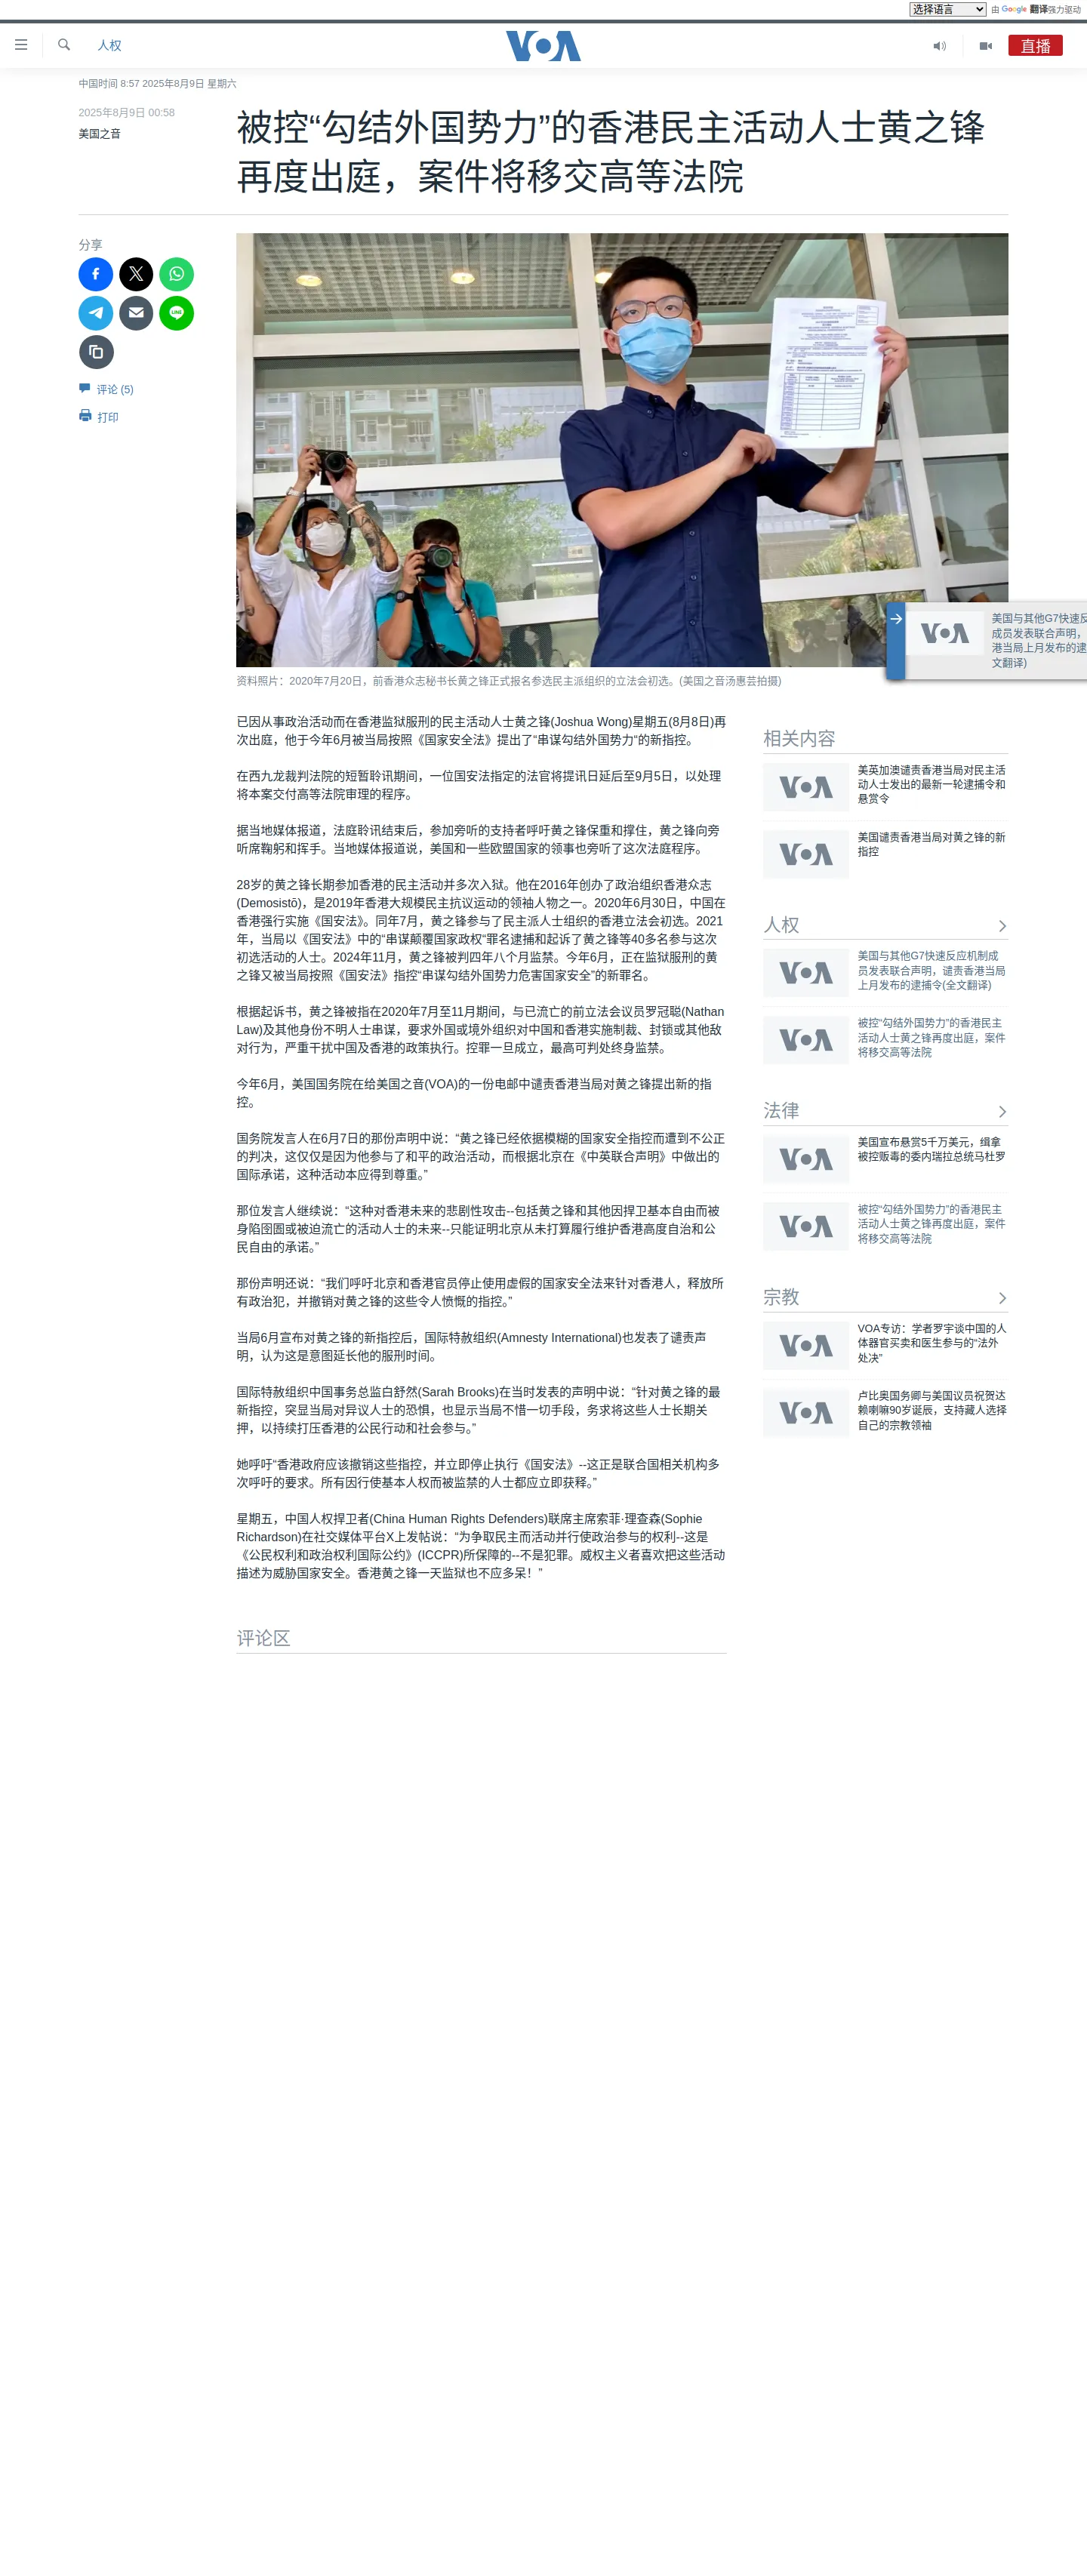 选择语言
由 Google 翻译强力驱动
人权
VOA
直播
中国时间 8:57 2025年8月9日 星期六
2025年8月9日 00:58
美国之音
被控“勾结外国势力”的香港民主活动人士黄之锋
再度出庭，案件将移交高等法院
分享
评论 (5)
打印
VOA
美国与其他G7快速反
成员发表联合声明，
港当局上月发布的逮
文翻译)
资料照片：2020年7月20日，前香港众志秘书长黄之锋正式报名参选民主派组织的立法会初选。(美国之音汤惠芸拍摄)
已因从事政治活动而在香港监狱服刑的民主活动人士黄之锋(Joshua Wong)星期五(8月8日)再
次出庭，他于今年6月被当局按照《国家安全法》提出了“串谋勾结外国势力“的新指控。
在西九龙裁判法院的短暂聆讯期间，一位国安法指定的法官将提讯日延后至9月5日，以处理
将本案交付高等法院审理的程序。
据当地媒体报道，法庭聆讯结束后，参加旁听的支持者呼吁黄之锋保重和撑住，黄之锋向旁
听席鞠躬和挥手。当地媒体报道说，美国和一些欧盟国家的领事也旁听了这次法庭程序。
28岁的黄之锋长期参加香港的民主活动并多次入狱。他在2016年创办了政治组织香港众志
(Demosistō)，是2019年香港大规模民主抗议运动的领袖人物之一。2020年6月30日，中国在
香港强行实施《国安法》。同年7月，黄之锋参与了民主派人士组织的香港立法会初选。2021
年，当局以《国安法》中的“串谋颠覆国家政权“罪名逮捕和起诉了黄之锋等40多名参与这次
初选活动的人士。2024年11月，黄之锋被判四年八个月监禁。今年6月，正在监狱服刑的黄
之锋又被当局按照《国安法》指控“串谋勾结外国势力危害国家安全”的新罪名。
根据起诉书，黄之锋被指在2020年7月至11月期间，与已流亡的前立法会议员罗冠聪(Nathan
Law)及其他身份不明人士串谋，要求外国或境外组织对中国和香港实施制裁、封锁或其他敌
对行为，严重干扰中国及香港的政策执行。控罪一旦成立，最高可判处终身监禁。
今年6月，美国国务院在给美国之音(VOA)的一份电邮中谴责香港当局对黄之锋提出新的指
控。
国务院发言人在6月7日的那份声明中说：“黄之锋已经依据模糊的国家安全指控而遭到不公正
的判决，这仅仅是因为他参与了和平的政治活动，而根据北京在《中英联合声明》中做出的
国际承诺，这种活动本应得到尊重。”
那位发言人继续说：“这种对香港未来的悲剧性攻击--包括黄之锋和其他因捍卫基本自由而被
身陷囹圄或被迫流亡的活动人士的未来--只能证明北京从未打算履行维护香港高度自治和公
民自由的承诺。”
那份声明还说：“我们呼吁北京和香港官员停止使用虚假的国家安全法来针对香港人，释放所
有政治犯，并撤销对黄之锋的这些令人愤慨的指控。”
当局6月宣布对黄之锋的新指控后，国际特赦组织(Amnesty International)也发表了谴责声
明，认为这是意图延长他的服刑时间。
国际特赦组织中国事务总监白舒然(Sarah Brooks)在当时发表的声明中说：“针对黄之锋的最
新指控，突显当局对异议人士的恐惧，也显示当局不惜一切手段，务求将这些人士长期关
押，以持续打压香港的公民行动和社会参与。”
她呼吁“香港政府应该撤销这些指控，并立即停止执行《国安法》--这正是联合国相关机构多
次呼吁的要求。所有因行使基本人权而被监禁的人士都应立即获释。”
星期五，中国人权捍卫者(China Human Rights Defenders)联席主席索菲·理查森(Sophie
Richardson)在社交媒体平台X上发帖说：“为争取民主而活动并行使政治参与的权利--这是
《公民权利和政治权利国际公约》(ICCPR)所保障的--不是犯罪。威权主义者喜欢把这些活动
描述为威胁国家安全。香港黄之锋一天监狱也不应多呆！”
评论区
相关内容
VOA
美英加澳谴责香港当局对民主活
动人士发出的最新一轮逮捕令和
悬赏令
VOA
美国谴责香港当局对黄之锋的新
指控
人权
VOA
美国与其他G7快速反应机制成
员发表联合声明，谴责香港当局
上月发布的逮捕令(全文翻译)
VOA
被控“勾结外国势力”的香港民主
活动人士黄之锋再度出庭，案件
将移交高等法院
法律
VOA
美国宣布悬赏5千万美元，缉拿
被控贩毒的委内瑞拉总统马杜罗
VOA
被控“勾结外国势力”的香港民主
活动人士黄之锋再度出庭，案件
将移交高等法院
宗教
VOA
VOA专访：学者罗宇谈中国的人
体器官买卖和医生参与的“法外
处决”
VOA
卢比奥国务卿与美国议员祝贺达
赖喇嘛90岁诞辰，支持藏人选择
自己的宗教领袖